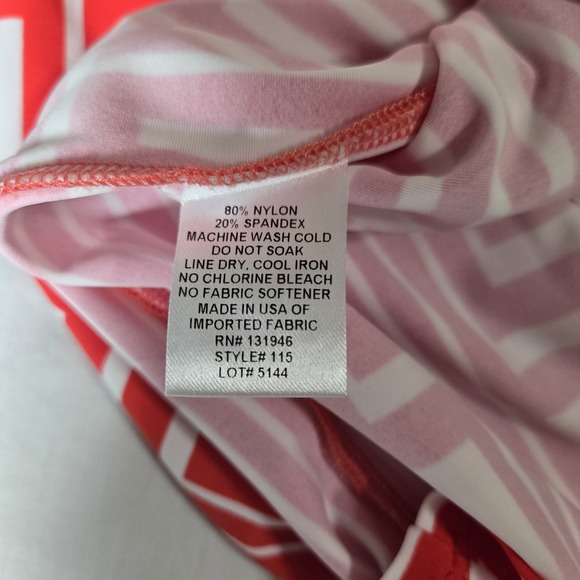 80% NYLON
20% SPANDEX
MACHINE WASH COLD
DO NOT SOAK
LINE DRY, COOL IRON
NO CHLORINE BLEACH
NO FABRIC SOFTENER
MADE IN USA OF
IMPORTED FABRIC
RN# 131946
STYLE# 115
LOT# 5144